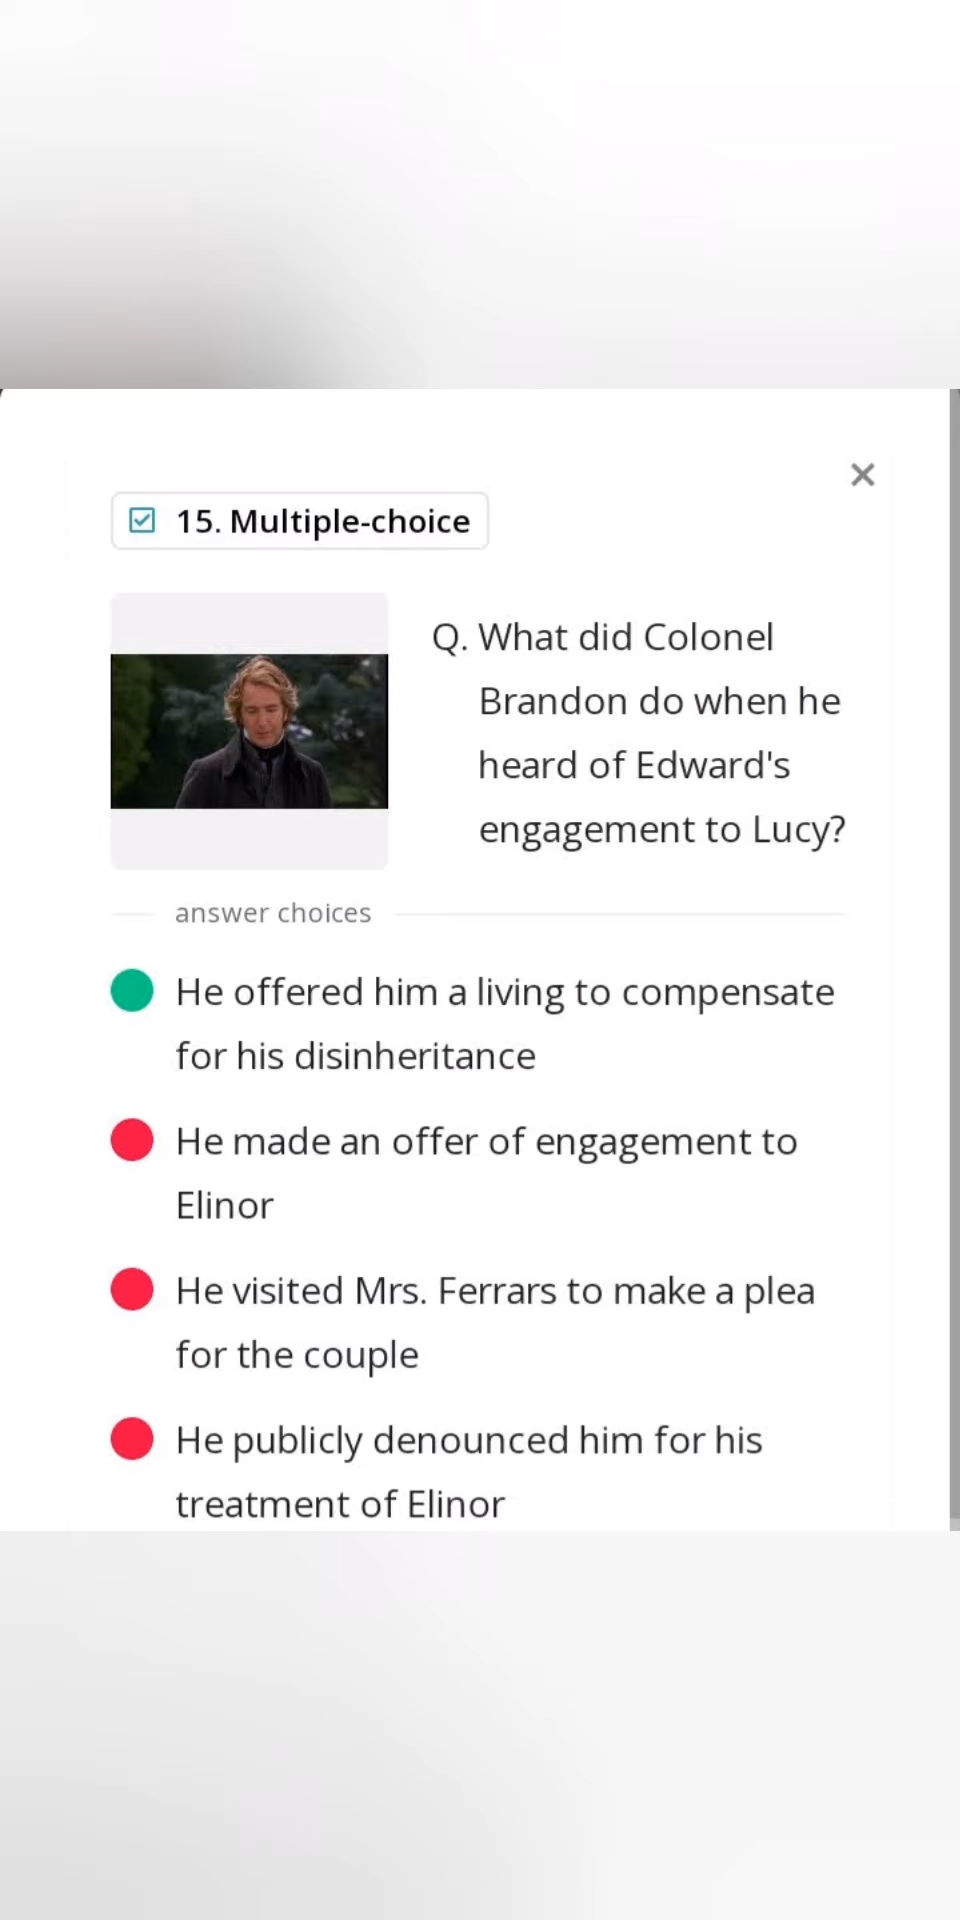 15. Multiple-choice
Q. What did Colonel
Brandon do when he
heard of Edward's
engagement to Lucy?
answer choices
He offered him a living to compensate
for his disinheritance
He made an offer of engagement to
Elinor
He visited Mrs. Ferrars to make a plea
for the couple
He publicly denounced him for his
treatment of Elinor